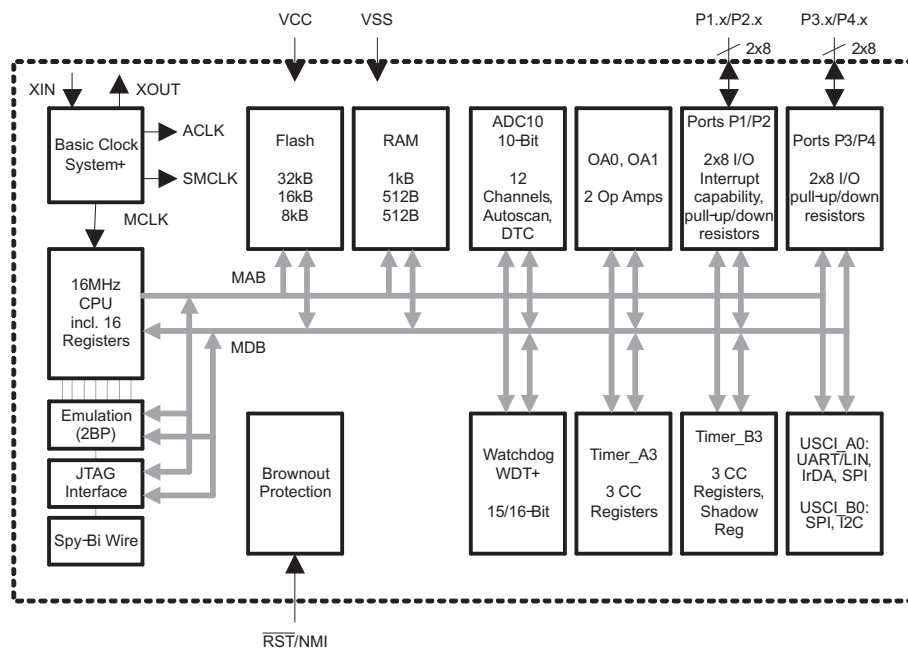 VCC
VSS
P1.x/P2.x
P3.x/P4.x
2x8
2x8
XIN
XOUT
Basic Clock
System+
ACLK
SMCLK
MCLK
Flash
32kB
16kB
8kB
RAM
1kB
512B
512B
ADC10
10-Bit
12
Channels,
Autoscan,
DTC
OA0, OA1
2 Op Amps
Ports P1/P2
2x8 I/O
Interrupt
capability,
pull-up/down
resistors
Ports P3/P4
2x8 I/O
pull-up/down
resistors
16MHz
CPU
incl. 16
Registers
MAB
MDB
Emulation
(2BP)
JTAG
Interface
Spy-Bi Wire
Brownout
Protection
Watchdog
WDT+
15/16-Bit
Timer_A3
3 CC
Registers
Timer_B3
3 CC
Registers,
Shadow
Reg
USCI_A0:
UART/LIN,
IrDA, SPI
USCI_B0:
SPI, I2C
RST/NMI